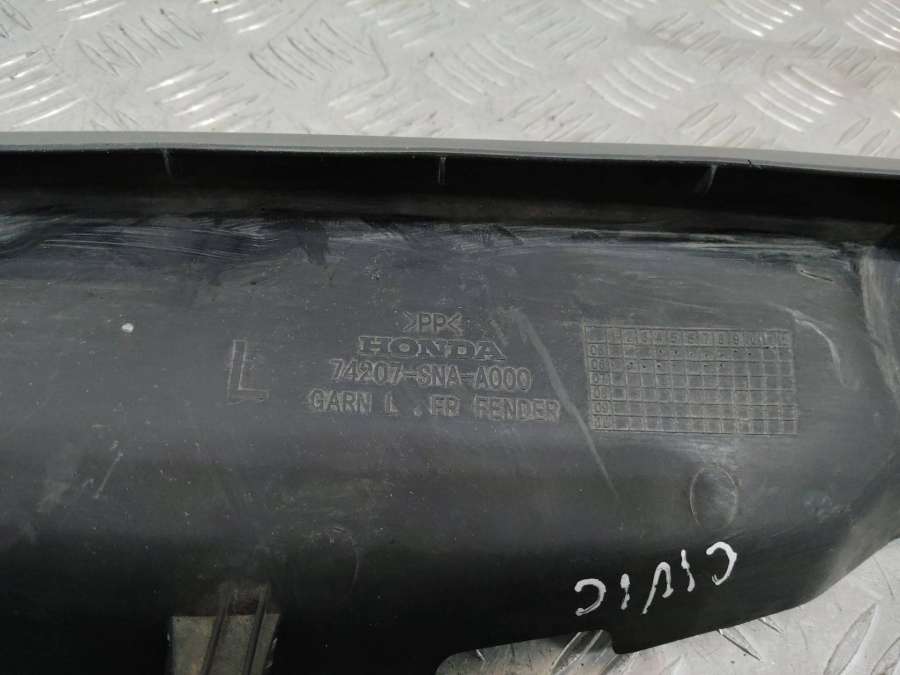 >PP<
HONDA
74207-SNA-A000
L
GARN L . FR FENDER
CIVIC